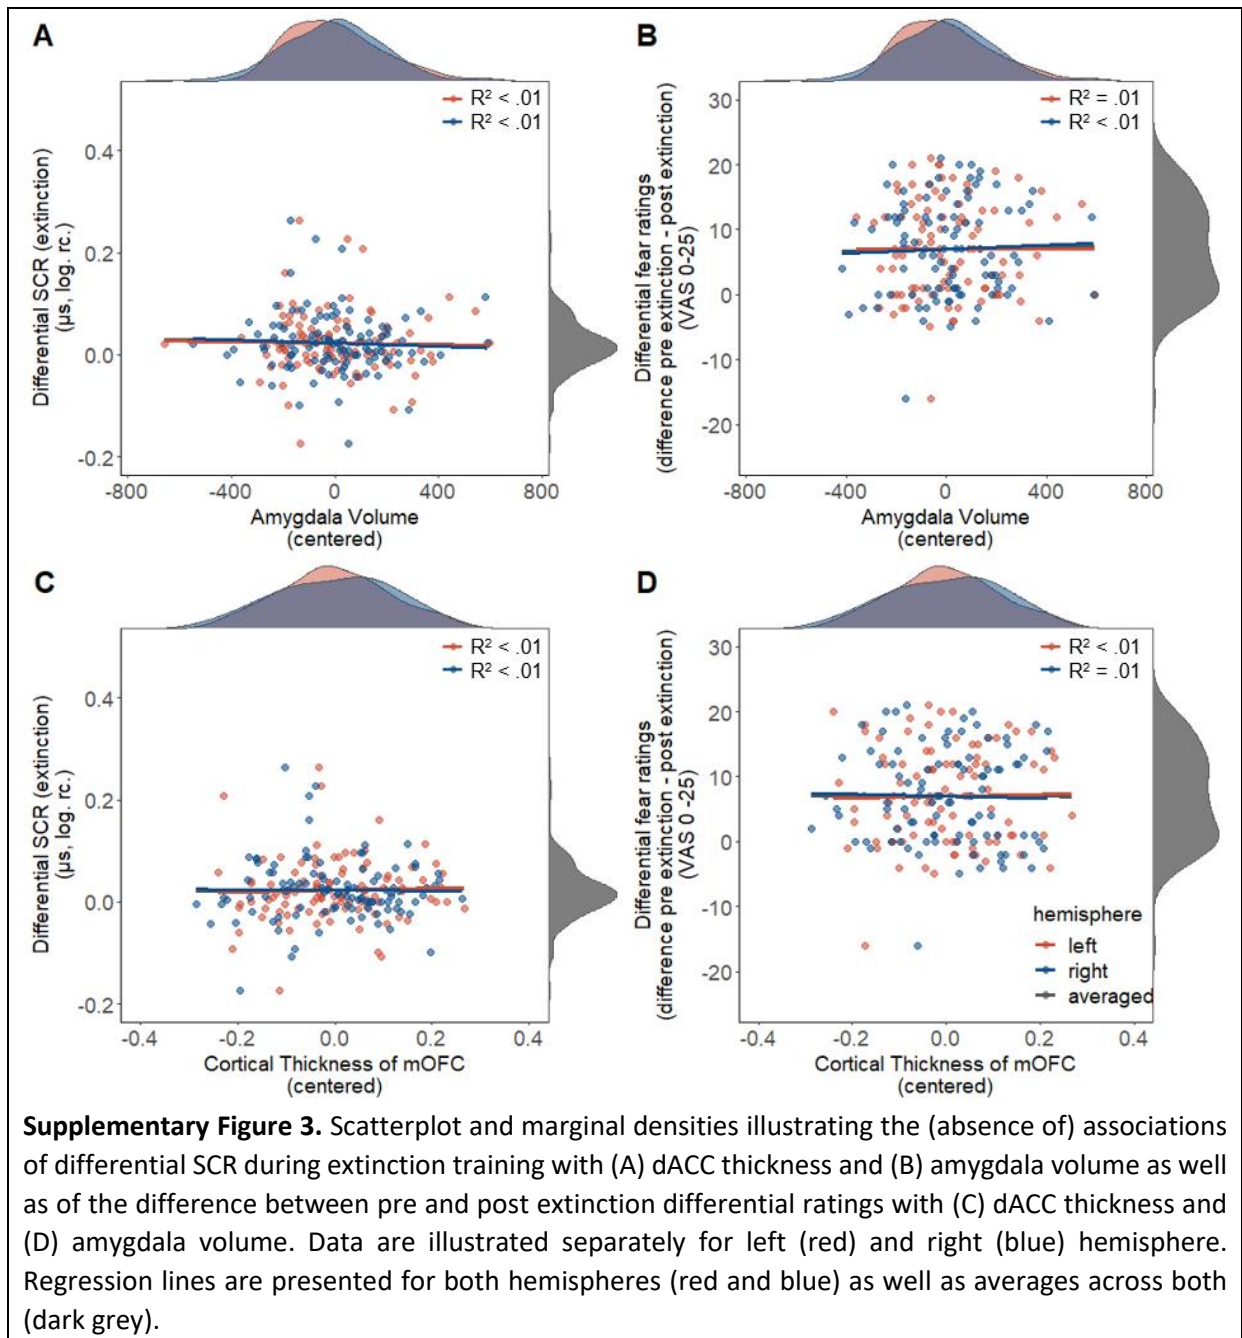 A
B
R² < .01
R² < .01
R² = .01
R² < .01
Differential SCR (extinction)
(µs, log. rc.)
0.4
0.2
0.0
-0.2
-800
-400
0
400
800
Amygdala Volume
(centered)
Differential fear ratings
(difference pre extinction - post extinction)
(VAS 0-25)
30
20
10
0
-10
-20
-800
-400
0
400
800
Amygdala Volume
(centered)
C
D
R² < .01
R² < .01
R² < .01
R² = .01
Differential SCR (extinction)
(µs, log. rc.)
0.4
0.2
0.0
-0.2
-0.4
-0.2
0.0
0.2
0.4
Cortical Thickness of mOFC
(centered)
Differential fear ratings
(difference pre extinction - post extinction)
(VAS 0 -25)
30
20
10
0
-10
-20
hemisphere
left
right
averaged
-0.4
-0.2
0.0
0.2
0.4
Cortical Thickness of mOFC
(centered)
Supplementary Figure 3. Scatterplot and marginal densities illustrating the (absence of) associations
of differential SCR during extinction training with (A) dACC thickness and (B) amygdala volume as well
as of the difference between pre and post extinction differential ratings with (C) dACC thickness and
(D) amygdala volume. Data are illustrated separately for left (red) and right (blue) hemisphere.
Regression lines are presented for both hemispheres (red and blue) as well as averages across both
(dark grey).